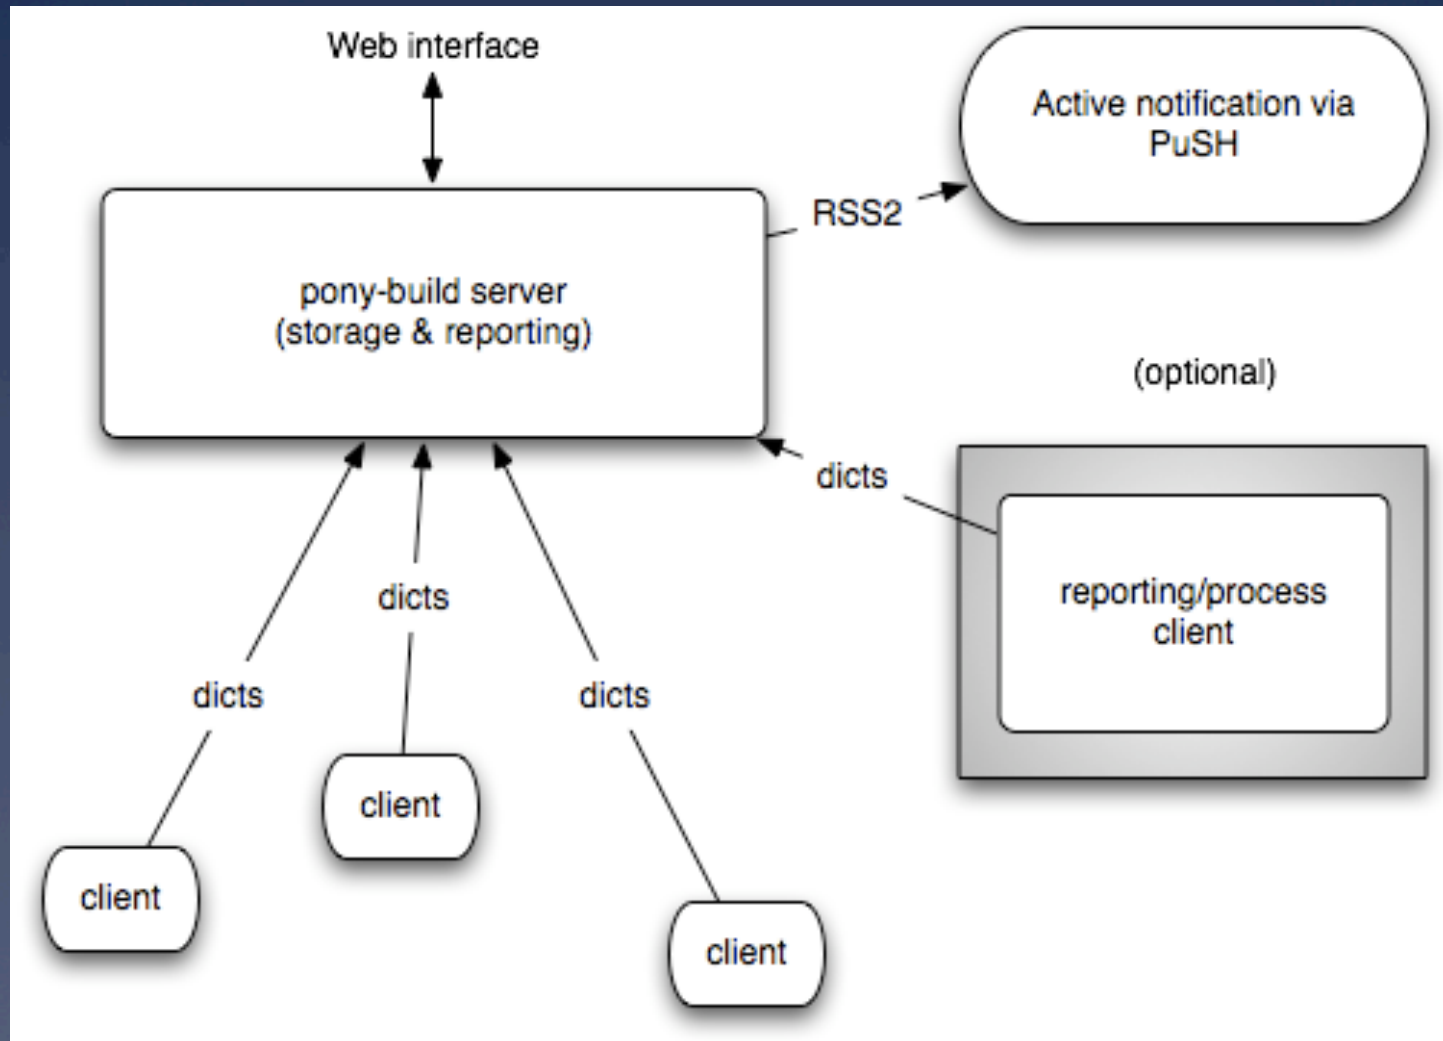 Web interface
Active notification via
PuSH
RSS2
pony-build server
(storage & reporting)
(optional)
dicts
reporting/process
client
dicts
dicts
dicts
client
client
client